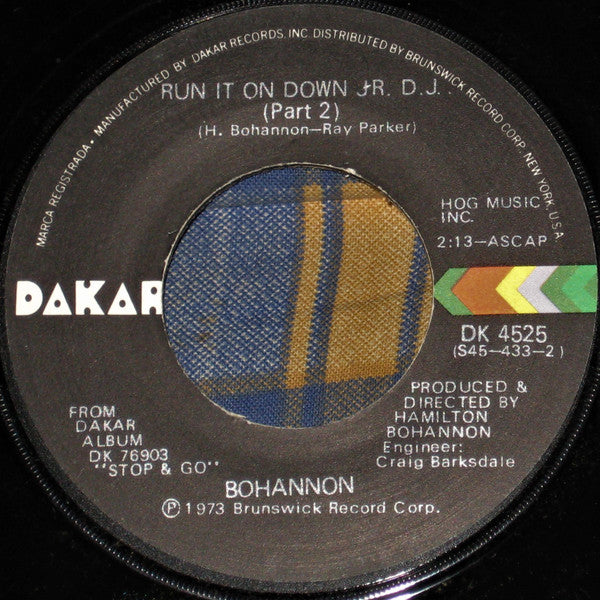 MARCA REGISTRADA • MANUFACTURED BY DAKAR RECORDS, INC. DISTRIBUTED BY BRUNSWICK RECORD CORP. NEW YORK, U.S.A.
RUN IT ON DOWN JR. D.J.
(Part 2)
(H. Bohannon—Ray Parker)
HOG MUSIC
INC.
2:13—ASCAP
DAKAR
DK 4525
(S45-433-2)
FROM
DAKAR
ALBUM
DK 76903
"STOP & GO"
PRODUCED &
DIRECTED BY
HAMILTON
BOHANNON
Engineer:
Craig Barksdale
BOHANNON
Ⓟ1973 Brunswick Record Corp.